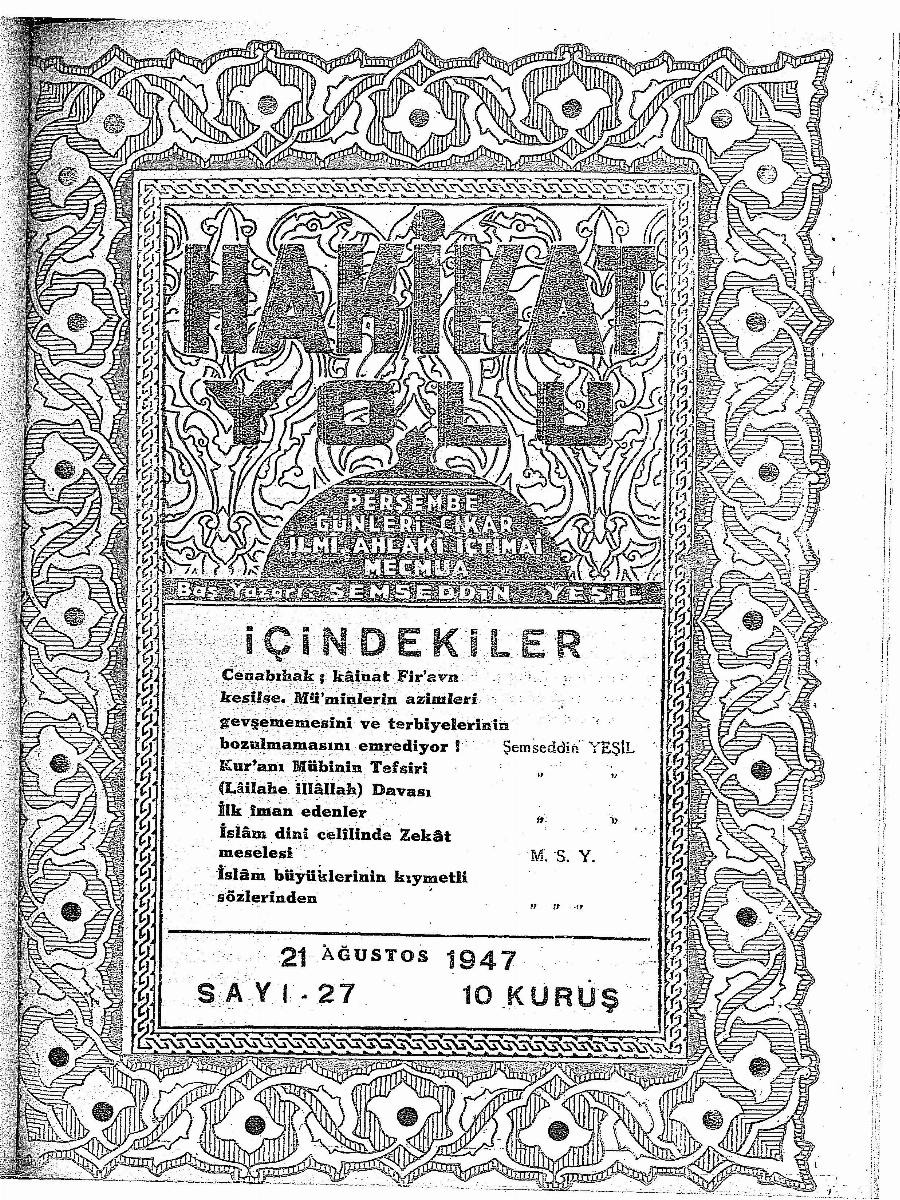 HAKİKAT
YOLU
PERŞEMBE
GÜNLERİ ÇIKAR
İLMİ AHLAKİ İÇTİMAİ
MECMUA
Baş Yazarı: ŞEMSEDDİN YEŞİL
İÇİNDEKİLER
Cenabıhak ; kâinat Fir'avn
kesilse. Mü'minlerin azimleri
gevşememesini ve terbiyelerinin
bozulmamasını emrediyor ! Şemseddin YEŞİL
Kur'anı Mübinin Tefsiri " "
(Lâilahe illâllah) Davası
İlk iman edenler " "
İslâm dini celîlinde Zekât
meselesi M. S. Y.
İslâm büyüklerinin kıymetli
sözlerinden " " "
21 AĞUSTOS 1947
SAYI - 27 10 KURUŞ